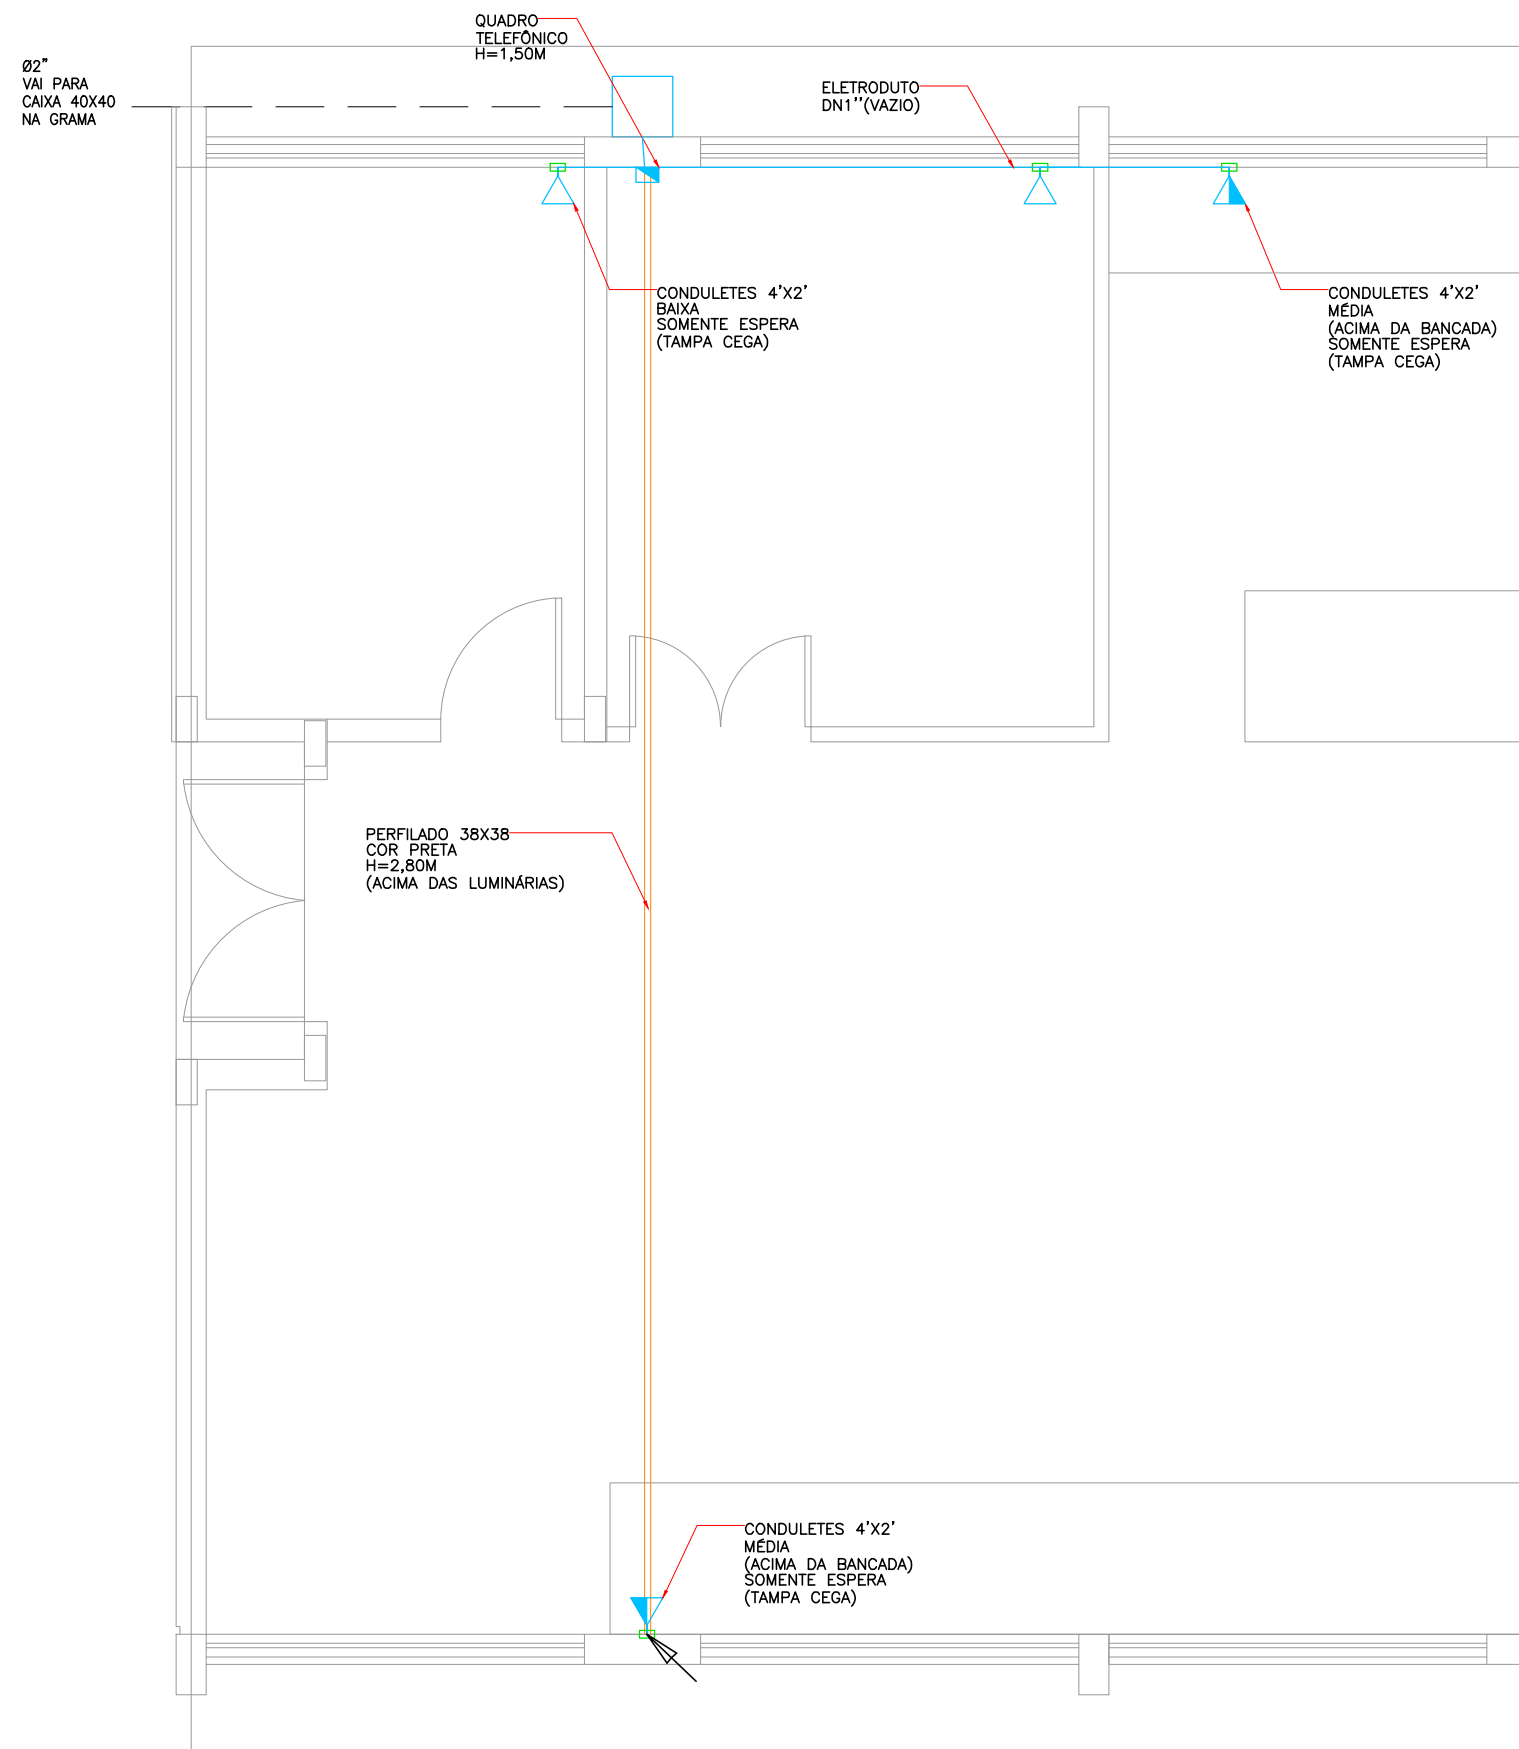 QUADRO
TELEFÔNICO
H=1,50M
Ø2"
VAI PARA
CAIXA 40X40
NA GRAMA
ELETRODUTO
DN1''(VAZIO)
CONDULETES 4'X2'
BAIXA
SOMENTE ESPERA
(TAMPA CEGA)
CONDULETES 4'X2'
MÉDIA
(ACIMA DA BANCADA)
SOMENTE ESPERA
(TAMPA CEGA)
PERFILADO 38X38
COR PRETA
H=2,80M
(ACIMA DAS LUMINÁRIAS)
CONDULETES 4'X2'
MÉDIA
(ACIMA DA BANCADA)
SOMENTE ESPERA
(TAMPA CEGA)